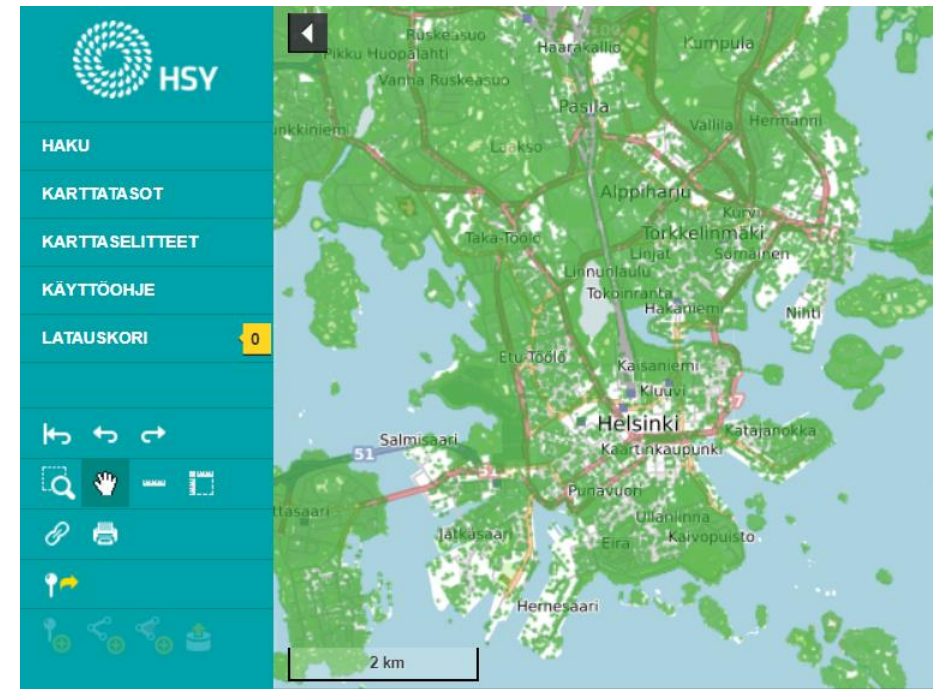 HSY
HAKU
KARTTATASOT
KARTTASELITTEET
KÄYTTÖOHJE
LATAUSKORI
0
Ruskeasuo
Pikku Huopalahti
Haarakallio
Kumpula
Vanha Ruskeasuo
Pasila
Vallila
Hermanni
Laakso
Alppiharju
Kurvi
Taka-Töölö
Torkkelinmäki
Linjat
Sörnäinen
Linnunlaulu
Tokoinranta
Hakaniemi
Nihti
Etu-Töölö
Kaisaniemi
Kluuvi
Helsinki
Katajanokka
Salmisaari
51
Kaartinkaupunki
51
Punavuori
ttasaari
Ullanlinna
Jätkäsaari
Eira
Kaivopuisto
Hernesaari
2 km